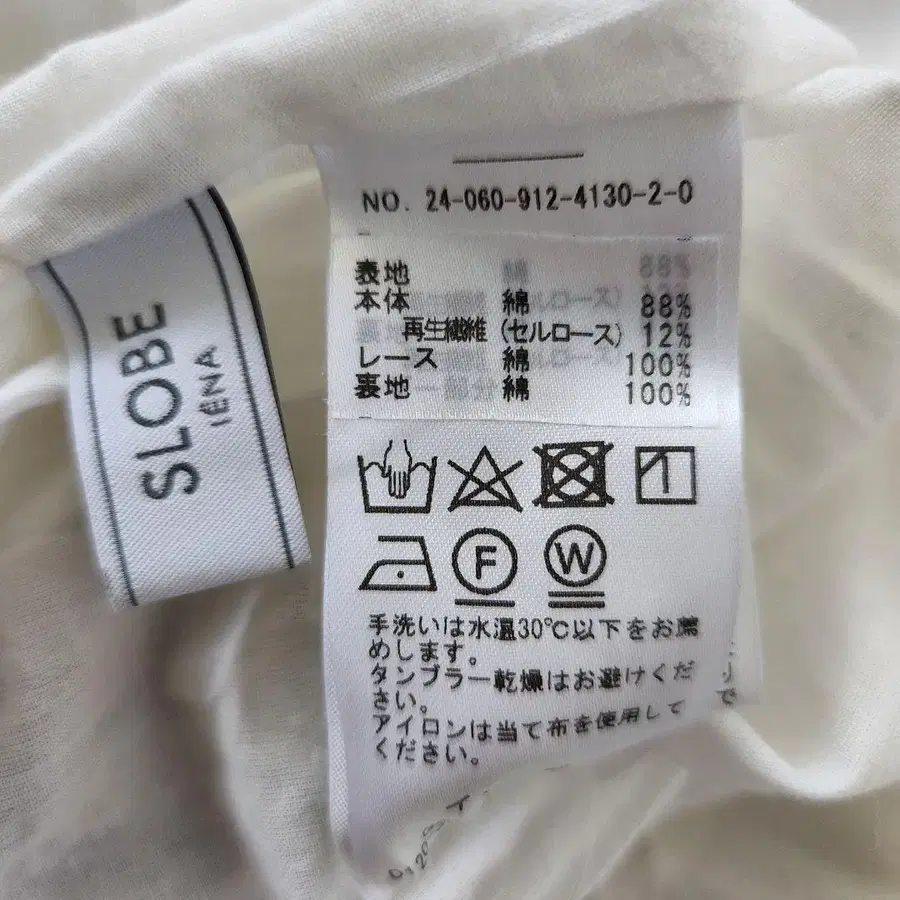 SLOBE
IÉNA
NO. 24-060-912-4130-2-0
表地
本体 綿 88%
再生繊維 (セルロース) 12%
レース 綿 100%
裏地 綿 100%
F
W
手洗いは水温30℃以下をお薦
めします。
タンブラー乾燥はお避けくだ
さい。
アイロンは当て布を使用して
ください。